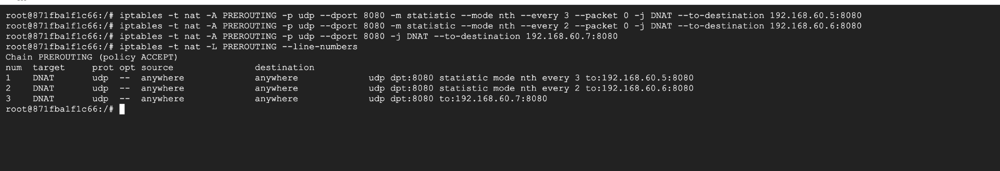 root@871fba1f1c66:/# iptables -t nat -A PREROUTING -p udp --dport 8080 -m statistic --mode nth --every 3 --packet 0 -j DNAT --to-destination 192.168.60.5:8080
root@871fba1f1c66:/# iptables -t nat -A PREROUTING -p udp --dport 8080 -m statistic --mode nth --every 2 --packet 0 -j DNAT --to-destination 192.168.60.6:8080
root@871fba1f1c66:/# iptables -t nat -A PREROUTING -p udp --dport 8080 -j DNAT --to-destination 192.168.60.7:8080
root@871fba1f1c66:/# iptables -t nat -L PREROUTING --line-numbers
Chain PREROUTING (policy ACCEPT)
num  target     prot opt source               destination
1    DNAT       udp  --  anywhere             anywhere             udp dpt:8080 statistic mode nth every 3 to:192.168.60.5:8080
2    DNAT       udp  --  anywhere             anywhere             udp dpt:8080 statistic mode nth every 2 to:192.168.60.6:8080
3    DNAT       udp  --  anywhere             anywhere             udp dpt:8080 to:192.168.60.7:8080
root@871fba1f1c66:/#